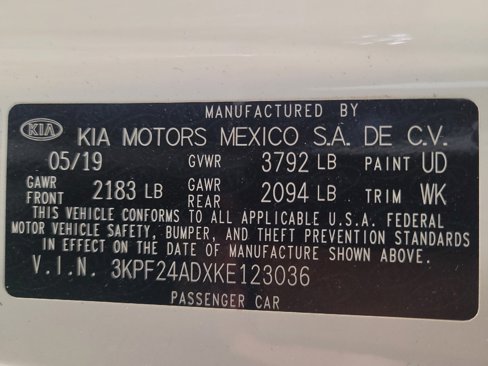 MANUFACTURED BY
KIA KIA MOTORS MEXICO S.A. DE C.V.
05/19 GVWR 3792 LB PAINT UD
GAWR FRONT 2183 LB GAWR REAR 2094 LB TRIM WK
THIS VEHICLE CONFORMS TO ALL APPLICABLE U.S.A. FEDERAL
MOTOR VEHICLE SAFETY, BUMPER, AND THEFT PREVENTION STANDARDS
IN EFFECT ON THE DATE OF MANUFACTURE SHOWN ABOVE.
V.I.N. 3KPF24ADXKE123036
PASSENGER CAR